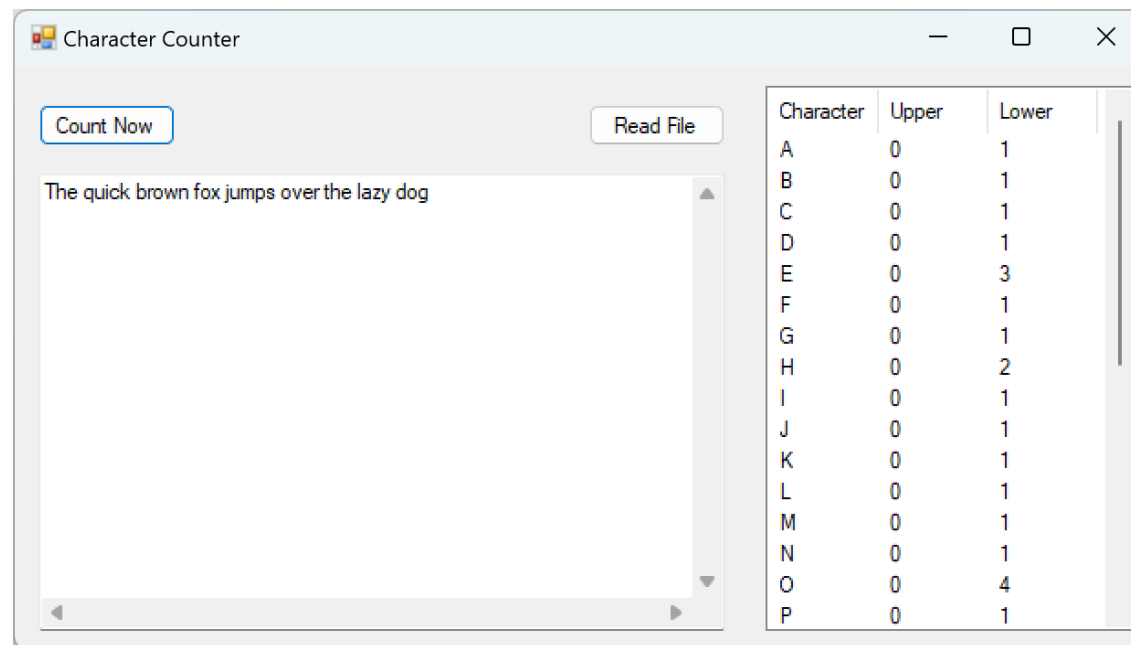 Character Counter
Count Now
Read File
The quick brown fox jumps over the lazy dog
Character Upper Lower
A 0 1
B 0 1
C 0 1
D 0 1
E 0 3
F 0 1
G 0 1
H 0 2
I 0 1
J 0 1
K 0 1
L 0 1
M 0 1
N 0 1
O 0 4
P 0 1